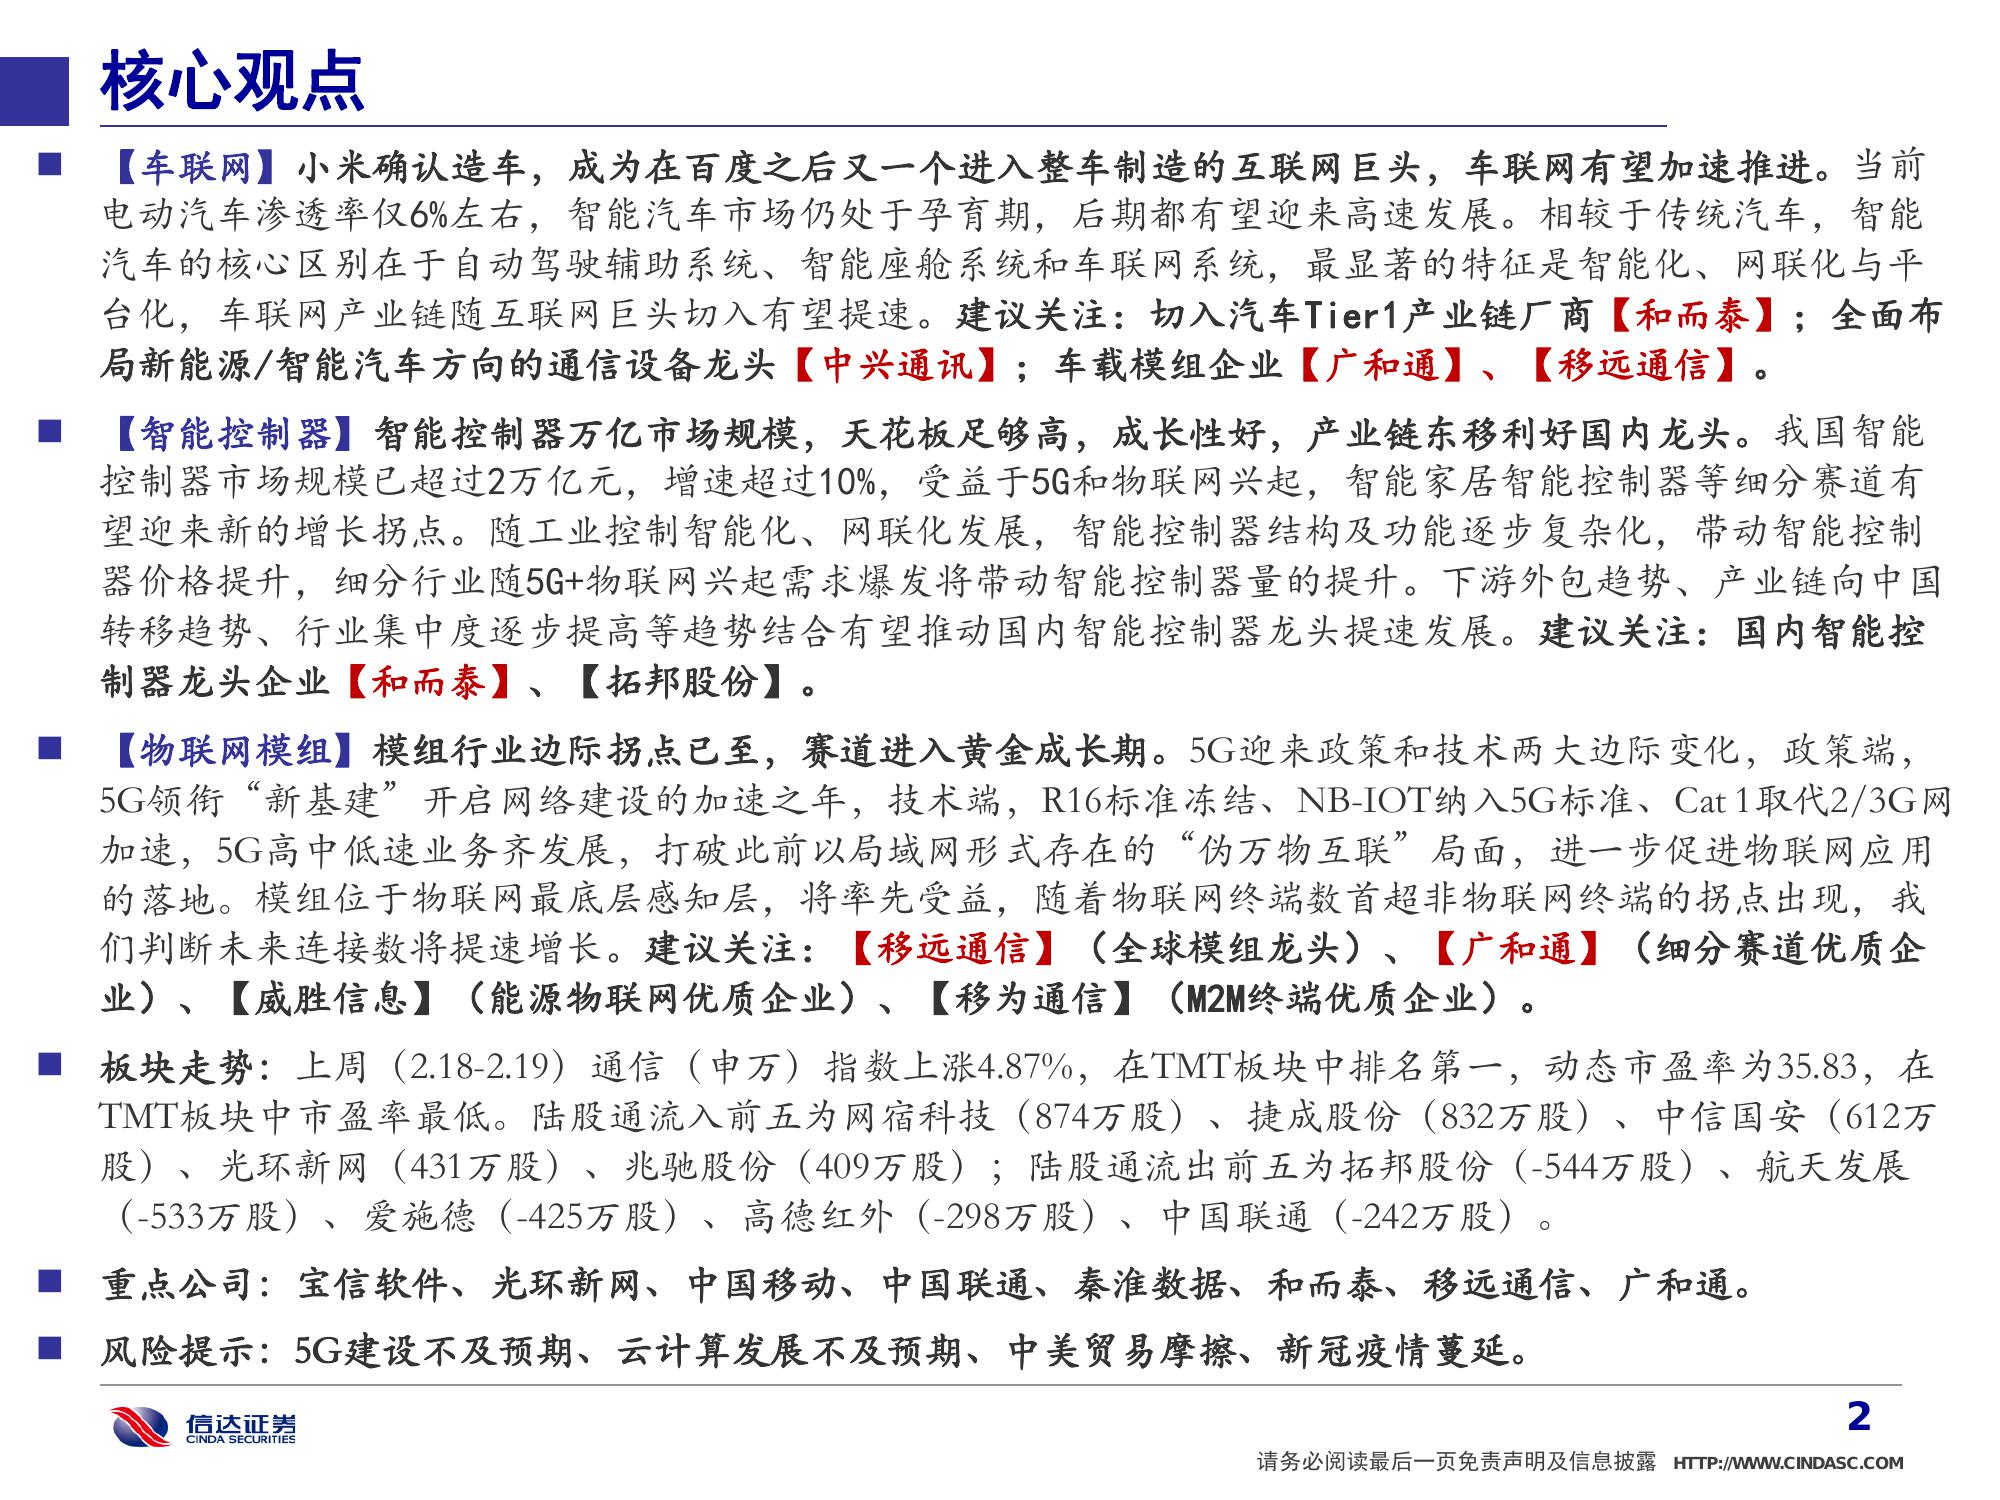 核心观点
■ 【车联网】小米确认造车，成为在百度之后又一个进入整车制造的互联网巨头，车联网有望加速推进。当前
电动汽车渗透率仅6%左右，智能汽车市场仍处于孕育期，后期都有望迎来高速发展。相较于传统汽车，智能
汽车的核心区别在于自动驾驶辅助系统、智能座舱系统和车联网系统，最显著的特征是智能化、网联化与平
台化，车联网产业链随互联网巨头切入有望提速。建议关注：切入汽车Tier1产业链厂商【和而泰】；全面布
局新能源/智能汽车方向的通信设备龙头【中兴通讯】；车载模组企业【广和通】、【移远通信】。
■ 【智能控制器】智能控制器万亿市场规模，天花板足够高，成长性好，产业链东移利好国内龙头。我国智能
控制器市场规模已超过2万亿元，增速超过10%，受益于5G和物联网兴起，智能家居智能控制器等细分赛道有
望迎来新的增长拐点。随工业控制智能化、网联化发展，智能控制器结构及功能逐步复杂化，带动智能控制
器价格提升，细分行业随5G+物联网兴起需求爆发将带动智能控制器量的提升。下游外包趋势、产业链向中国
转移趋势、行业集中度逐步提高等趋势结合有望推动国内智能控制器龙头提速发展。建议关注：国内智能控
制器龙头企业【和而泰】、【拓邦股份】。
■ 【物联网模组】模组行业边际拐点已至，赛道进入黄金成长期。5G迎来政策和技术两大边际变化，政策端，
5G领衔“新基建”开启网络建设的加速之年，技术端，R16标准冻结、NB-IOT纳入5G标准、Cat 1取代2/3G网
加速，5G高中低速业务齐发展，打破此前以局域网形式存在的“伪万物互联”局面，进一步促进物联网应用
的落地。模组位于物联网最底层感知层，将率先受益，随着物联网终端数首超非物联网终端的拐点出现，我
们判断未来连接数将提速增长。建议关注：【移远通信】（全球模组龙头）、【广和通】（细分赛道优质企
业）、【威胜信息】（能源物联网优质企业）、【移为通信】（M2M终端优质企业）。
■ 板块走势：上周（2.18-2.19）通信（申万）指数上涨4.87%，在TMT板块中排名第一，动态市盈率为35.83，在
TMT板块中市盈率最低。陆股通流入前五为网宿科技（874万股）、捷成股份（832万股）、中信国安（612万
股）、光环新网（431万股）、兆驰股份（409万股）；陆股通流出前五为拓邦股份（-544万股）、航天发展
（-533万股）、爱施德（-425万股）、高德红外（-298万股）、中国联通（-242万股）。
■ 重点公司：宝信软件、光环新网、中国移动、中国联通、秦淮数据、和而泰、移远通信、广和通。
■ 风险提示：5G建设不及预期、云计算发展不及预期、中美贸易摩擦、新冠疫情蔓延。
信达证券
CINDA SECURITIES
2
请务必阅读最后一页免责声明及信息披露 HTTP://WWW.CINDASC.COM